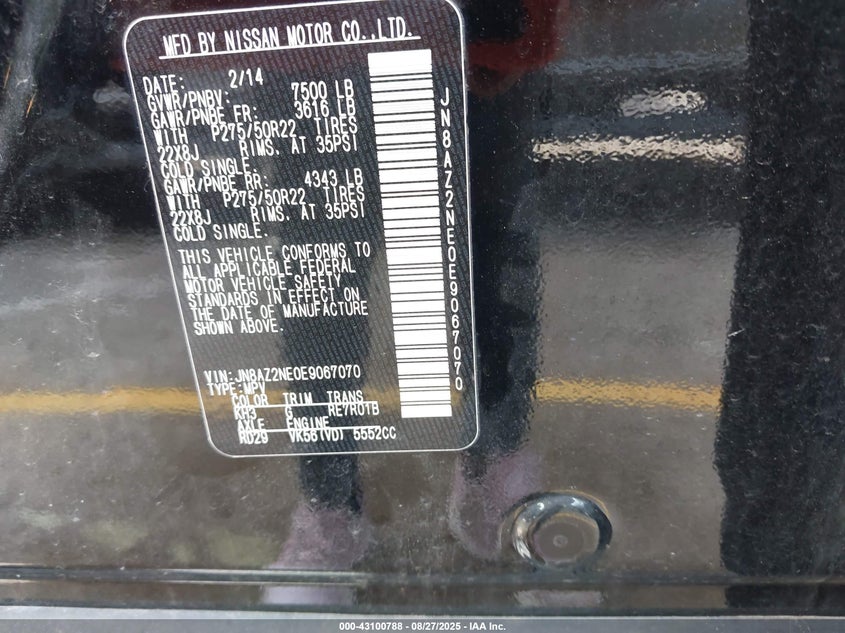 MFD BY NISSAN MOTOR CO.,LTD.
DATE: 2/14
GVWR/PNBV: 7500 LB
GAWR/PNBE FR: 3616 LB
WITH P275/50R22 TIRES
22X8J RIMS. AT 35PSI
COLD SINGLE.
GAWR/PNBE RR: 4343 LB
WITH P275/50R22 TIRES
22X8J RIMS. AT 35PSI
COLD SINGLE.
THIS VEHICLE CONFORMS TO
ALL APPLICABLE FEDERAL
MOTOR VEHICLE SAFETY
STANDARDS IN EFFECT ON
THE DATE OF MANUFACTURE
SHOWN ABOVE.
VIN:JN8AZ2NE0E9067070
TYPE:MPV
COLOR TRIM TRANS
KH3 G RE7R01B
AXLE ENGINE
RD29 VK56(VD) 5552CC
JN8AZ2NE0E9067070
000-43100788 - 08/27/2025 - IAA Inc.